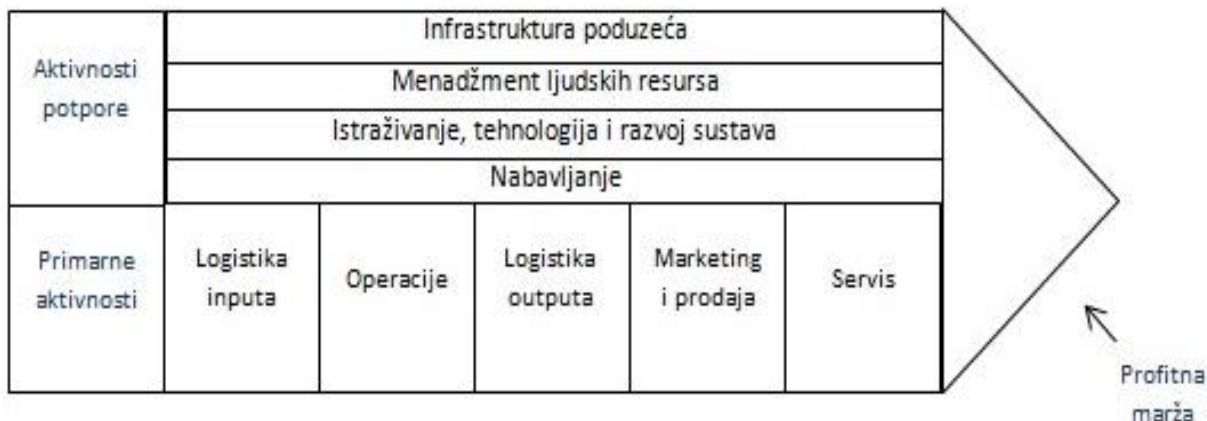 Aktivnosti
potpore
Infrastruktura poduzeća
Menadžment ljudskih resursa
Istraživanje, tehnologija i razvoj sustava
Nabavljanje
Primarne
aktivnosti
Logistika
inputa
Operacije
Logistika
outputa
Marketing
i prodaja
Servis
Profitna
marža